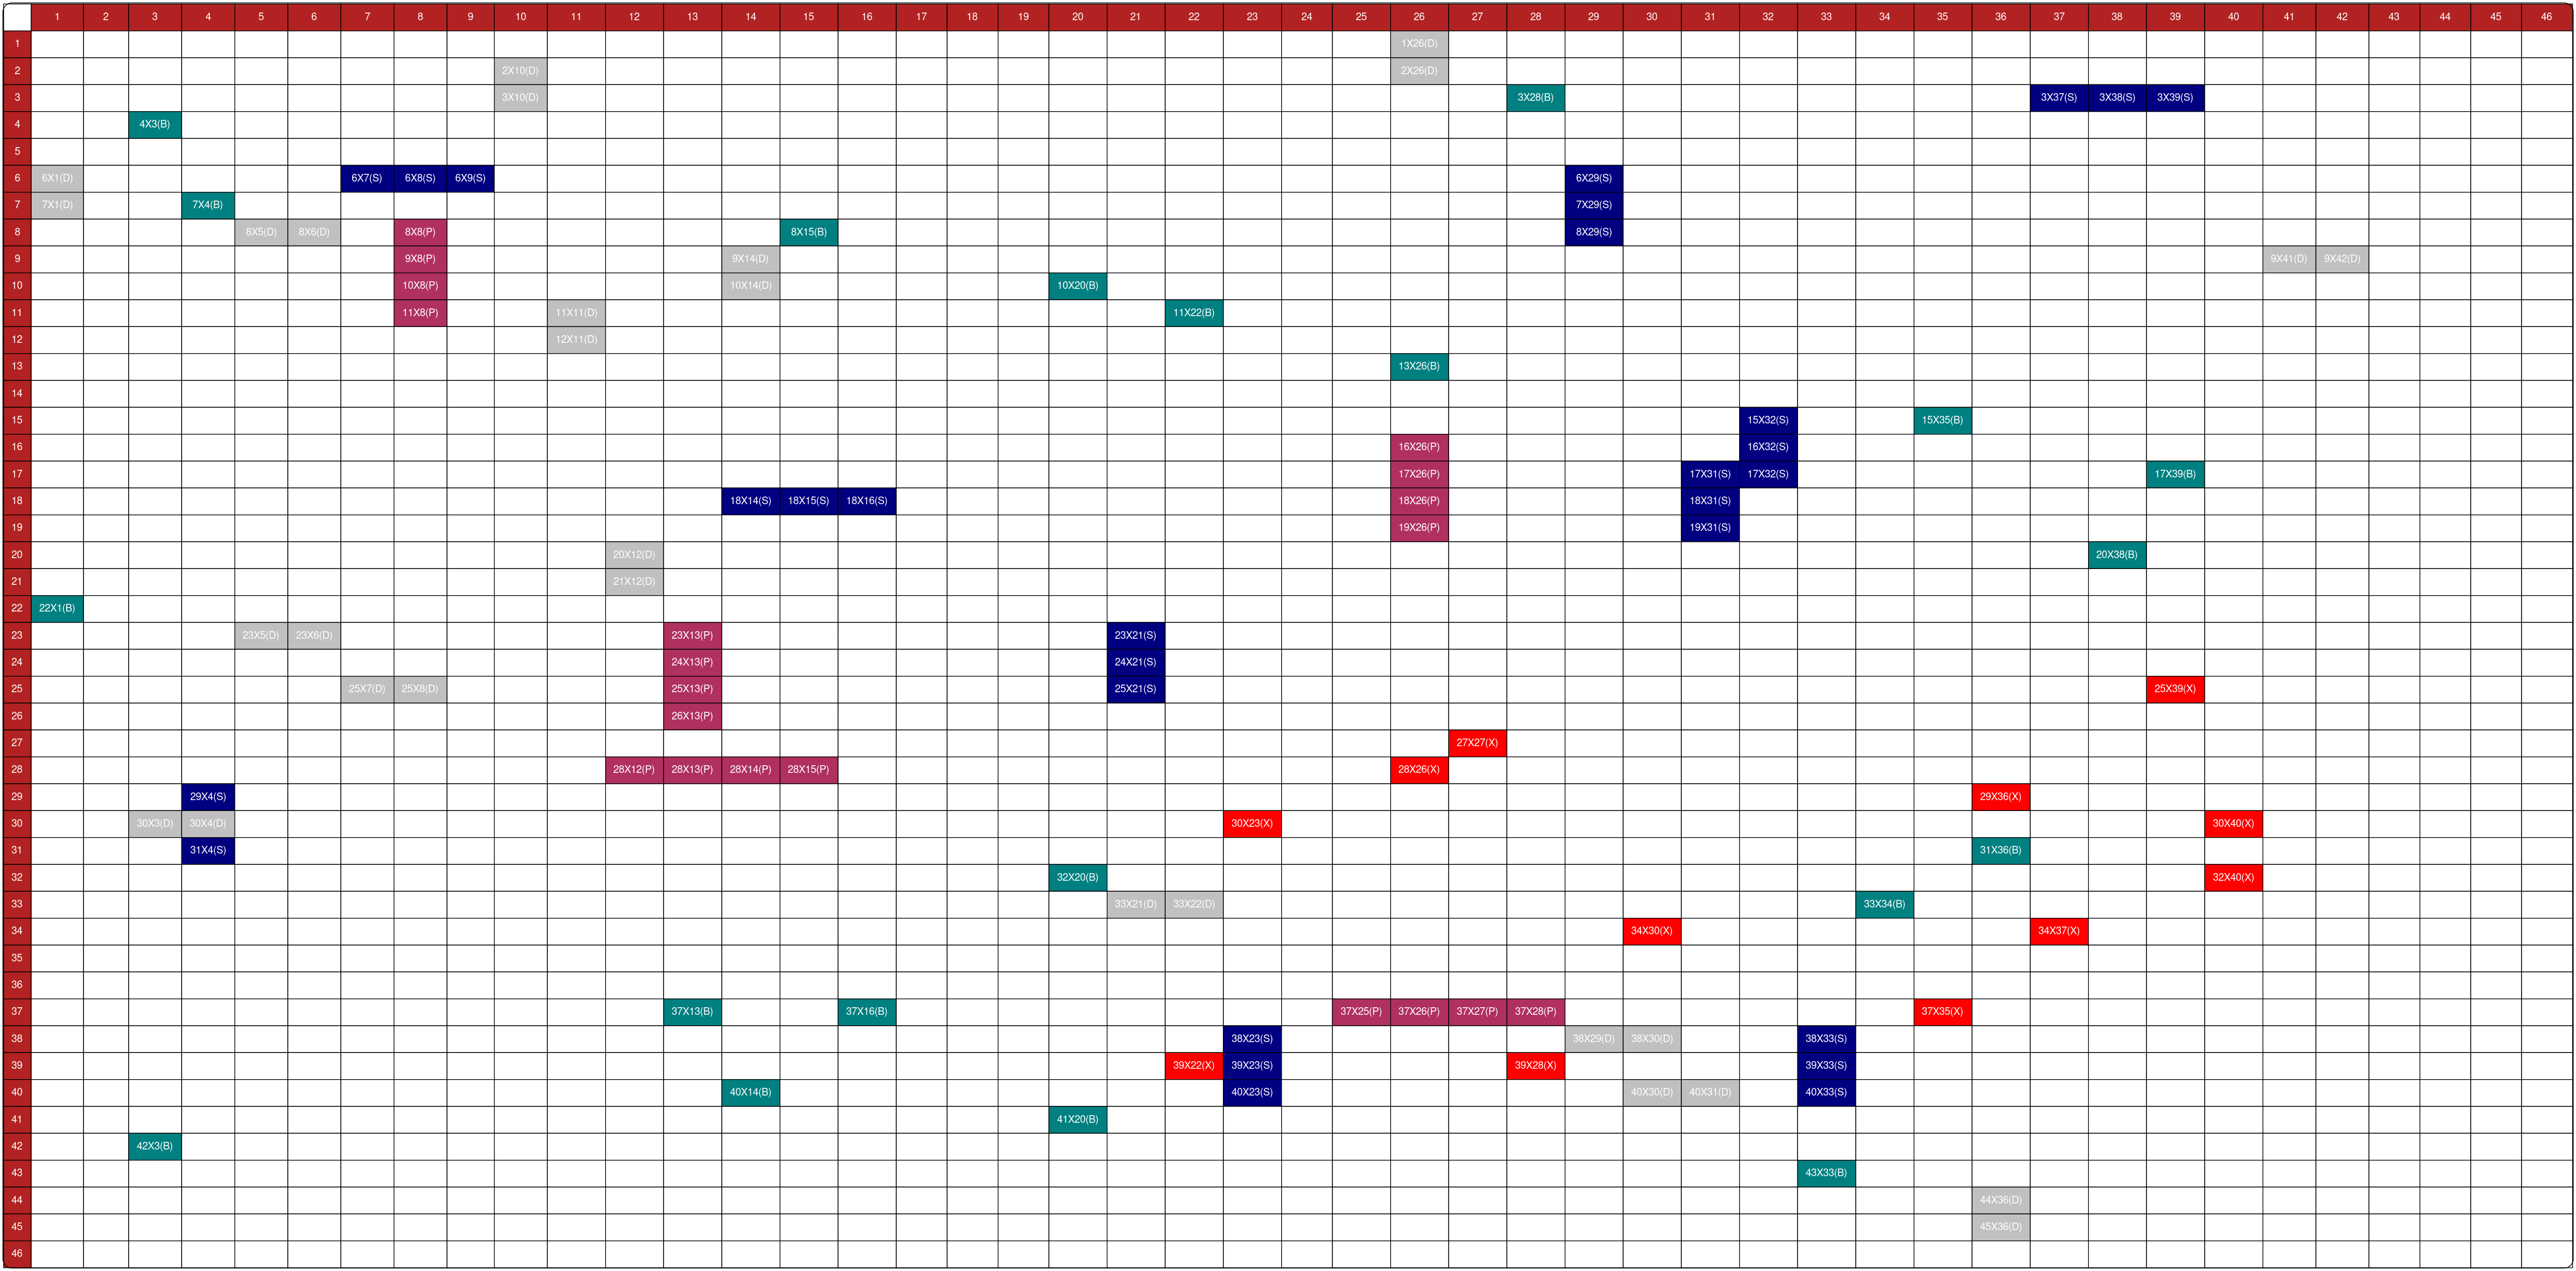 1 2 3 4 5 6 7 8 9 10 11 12 13 14 15 16 17 18 19 20 21 22 23 24 25 26 27 28 29 30 31 32 33 34 35 36 37 38 39 40 41 42 43 44 45 46
1 1X26(D)
2 2X10(D) 2X26(D)
3 3X10(D) 3X28(B) 3X37(S) 3X38(S) 3X39(S)
4 4X3(B)
5
6 6X1(D) 6X7(S) 6X8(S) 6X9(S) 6X29(S)
7 7X1(D) 7X4(B) 7X29(S)
8 8X5(D) 8X6(D) 8X8(P) 8X15(B) 8X29(S)
9 9X8(P) 9X14(D) 9X41(D) 9X42(D)
10 10X8(P) 10X14(D) 10X20(B)
11 11X8(P) 11X11(D) 11X22(B)
12 12X11(D)
13 13X26(B)
14
15 15X32(S) 15X35(B)
16 16X26(P) 16X32(S)
17 17X26(P) 17X31(S) 17X32(S) 17X39(B)
18 18X14(S) 18X15(S) 18X16(S) 18X26(P) 18X31(S)
19 19X26(P) 19X31(S)
20 20X12(D) 20X38(B)
21 21X12(D)
22 22X1(B)
23 23X5(D) 23X6(D) 23X13(P) 23X21(S)
24 24X13(P) 24X21(S)
25 25X7(D) 25X8(D) 25X13(P) 25X21(S) 25X39(X)
26 26X13(P)
27 27X27(X)
28 28X12(P) 28X13(P) 28X14(P) 28X15(P) 28X26(X)
29 29X4(S) 29X36(X)
30 30X3(D) 30X4(D) 30X23(X) 30X40(X)
31 31X4(S) 31X36(B)
32 32X20(B) 32X40(X)
33 33X21(D) 33X22(D) 33X34(B)
34 34X30(X) 34X37(X)
35
36
37 37X13(B) 37X16(B) 37X25(P) 37X26(P) 37X27(P) 37X28(P) 37X35(X)
38 38X23(S) 38X29(D) 38X30(D) 38X33(S)
39 39X22(X) 39X23(S) 39X28(X) 39X33(S)
40 40X14(B) 40X23(S) 40X30(D) 40X31(D) 40X33(S)
41 41X20(B)
42 42X3(B)
43 43X33(B)
44 44X36(D)
45 45X36(D)
46